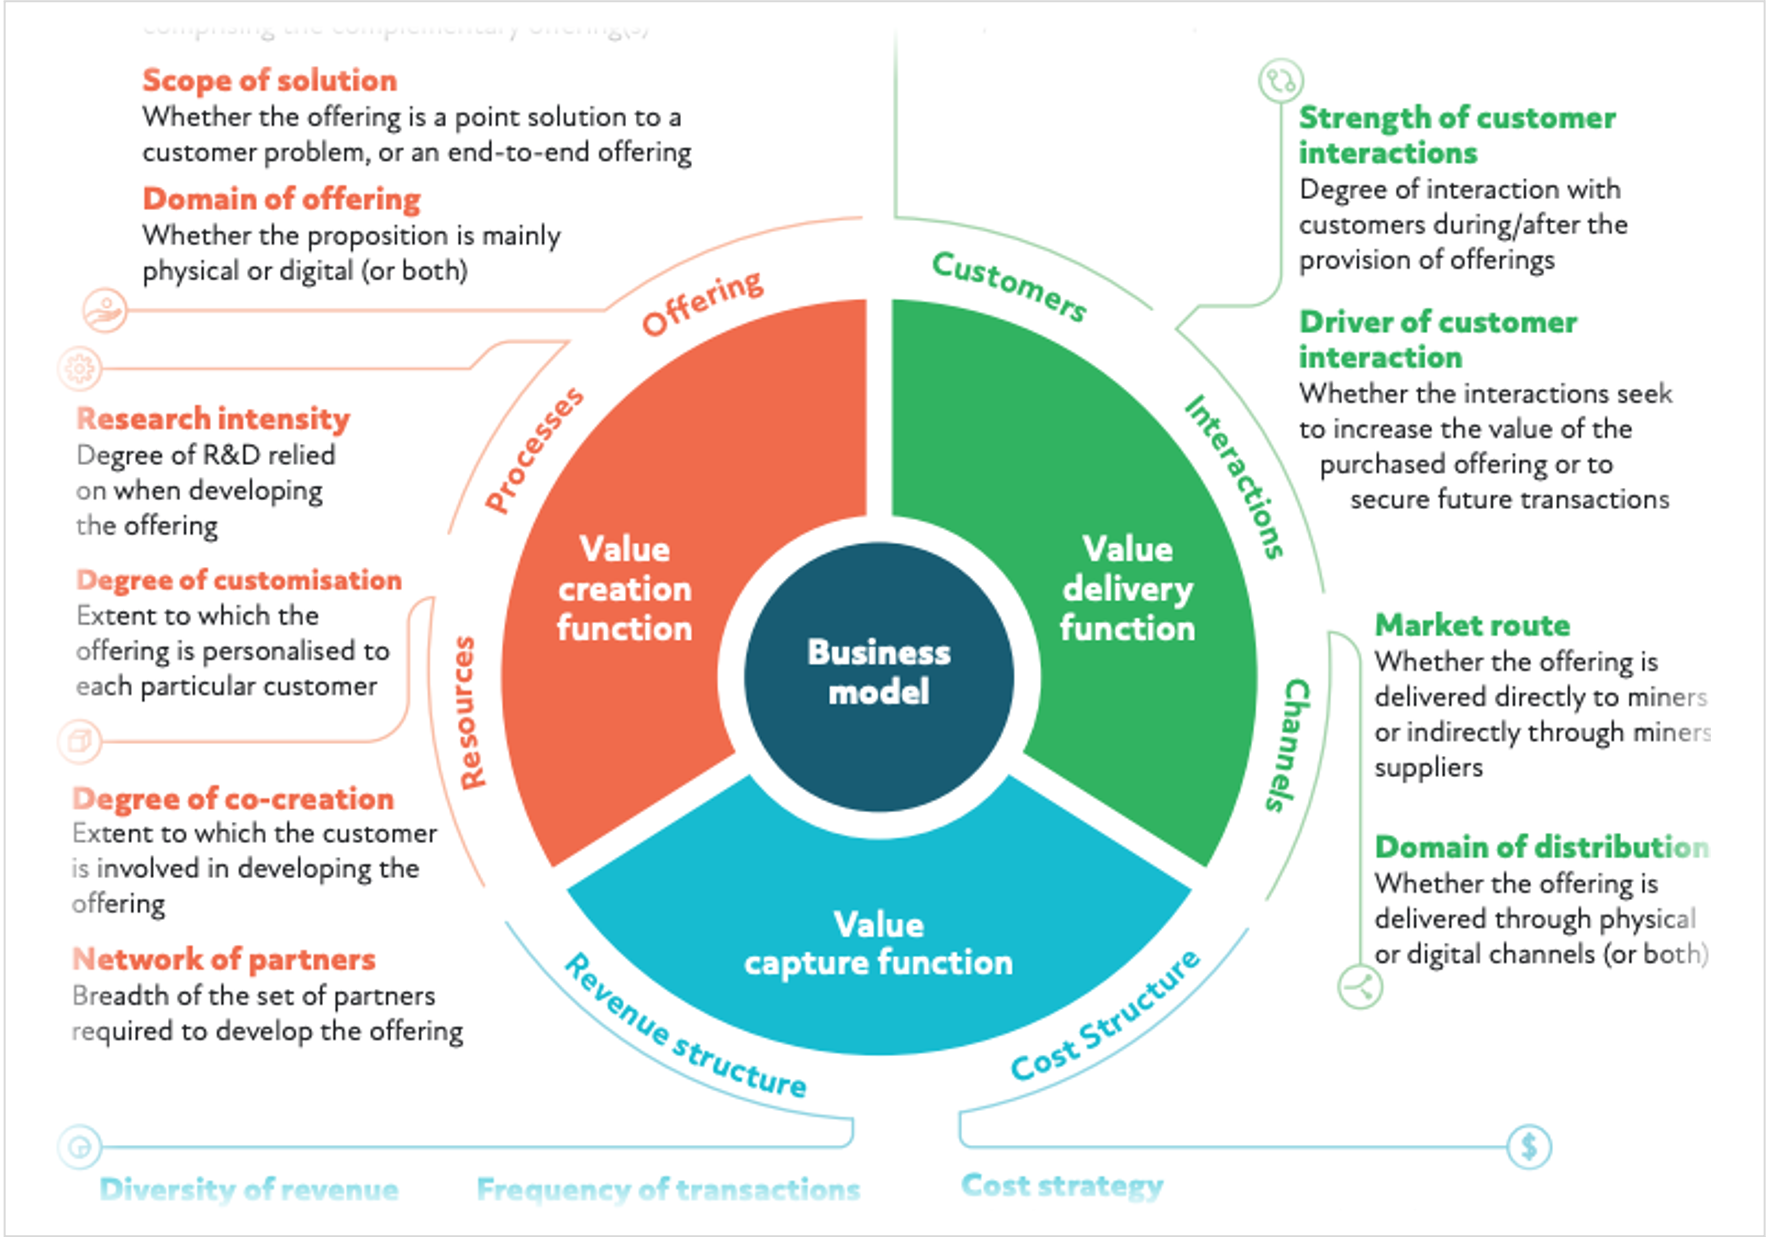 comprising the complementary offering(s)
Scope of solution
Whether the offering is a point solution to a
customer problem, or an end-to-end offering
Domain of offering
Whether the proposition is mainly
physical or digital (or both)
Research intensity
Degree of R&D relied
on when developing
the offering
Degree of customisation
Extent to which the
offering is personalised to
each particular customer
Degree of co-creation
Extent to which the customer
is involved in developing the
offering
Network of partners
Breadth of the set of partners
required to develop the offering
Offering
Processes
Resources
Value
creation
function
Customers
Interactions
Channels
Value
delivery
function
Business
model
Value
capture function
Revenue structure
Cost Structure
Strength of customer
interactions
Degree of interaction with
customers during/after the
provision of offerings
Driver of customer
interaction
Whether the interactions seek
to increase the value of the
purchased offering or to
secure future transactions
Market route
Whether the offering is
delivered directly to miners
or indirectly through miners
suppliers
Domain of distribution
Whether the offering is
delivered through physical
or digital channels (or both)
$
Diversity of revenue
Frequency of transactions
Cost strategy